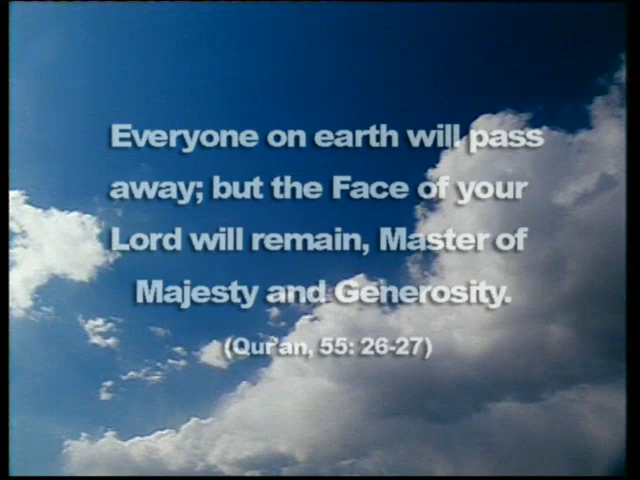 Everyone on earth will pass
away; but the Face of your
Lord will remain, Master of
Majesty and Generosity.
(Qur'an, 55: 26-27)